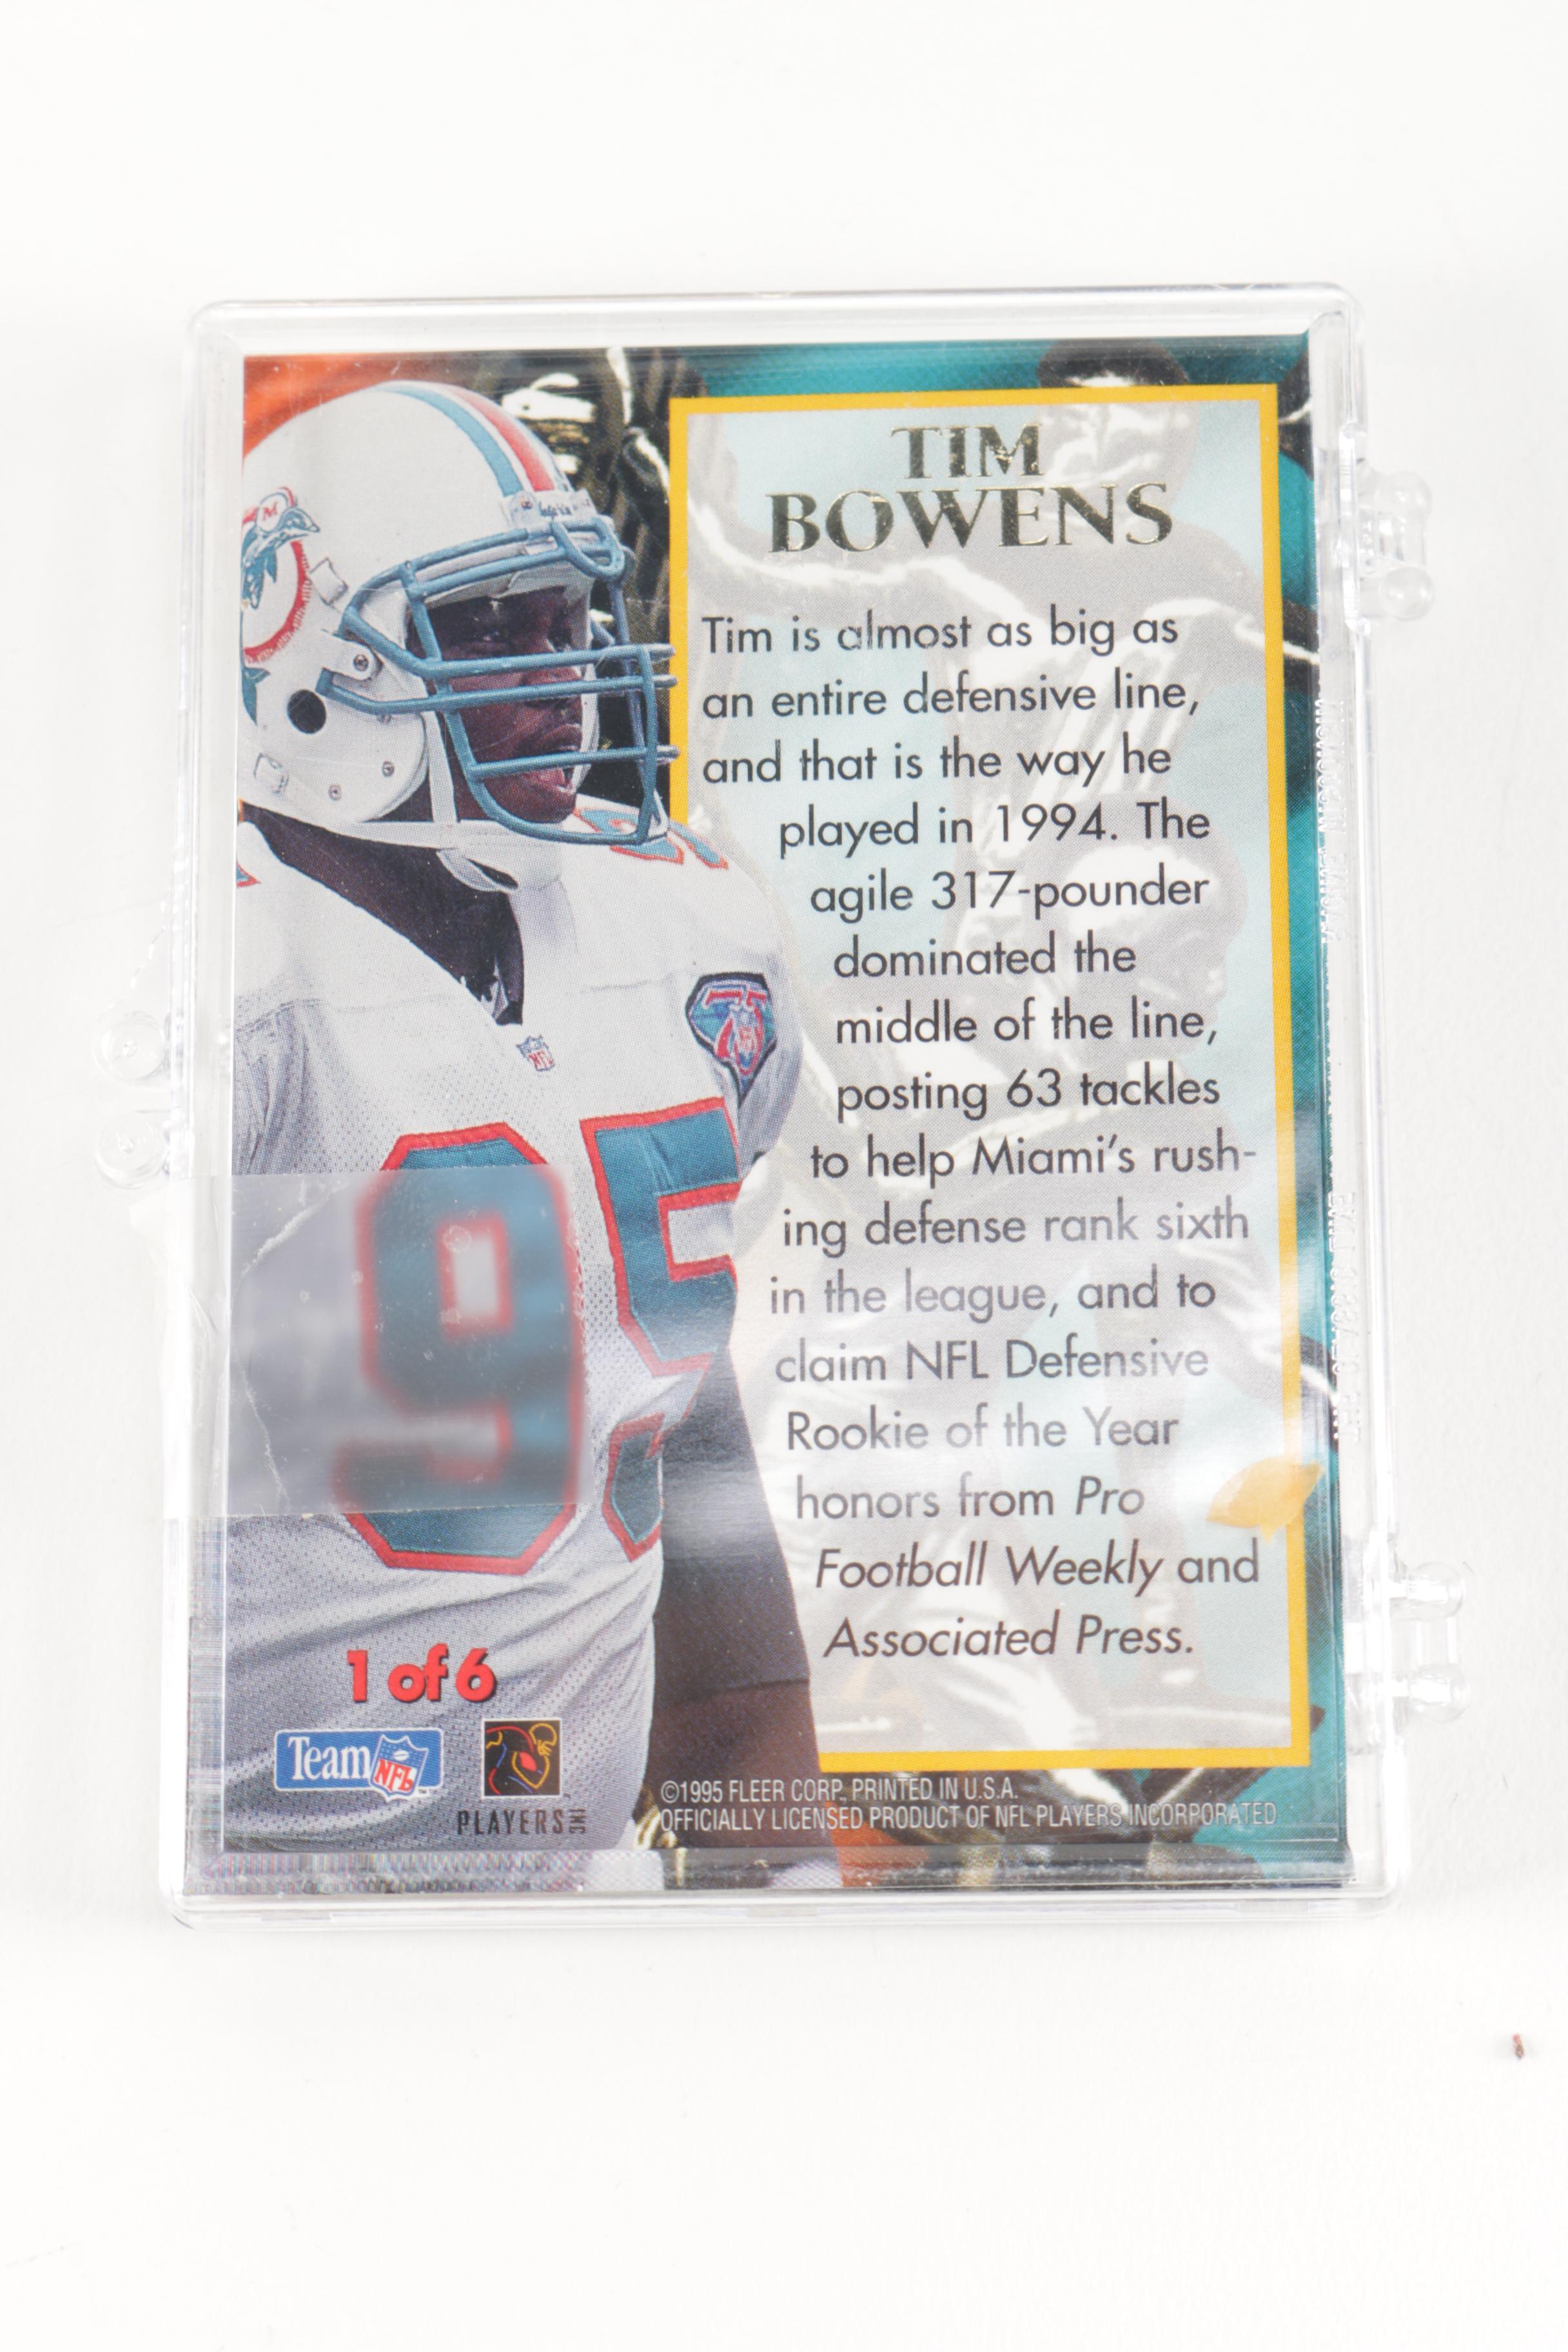 TIM
BOWENS
Tim is almost as big as
an entire defensive line,
and that is the way he
played in 1994. The
agile 317-pounder
dominated the
middle of the line,
posting 63 tackles
to help Miami's rush-
ing defense rank sixth
in the league, and to
claim NFL Defensive
Rookie of the Year
honors from Pro
Football Weekly and
Associated Press.
M
NFL
75
95
1 of 6
Team NFL
PLAYERS INC
©1995 FLEER CORP. PRINTED IN U.S.A.
OFFICIALLY LICENSED PRODUCT OF NFL PLAYERS INCORPORATED